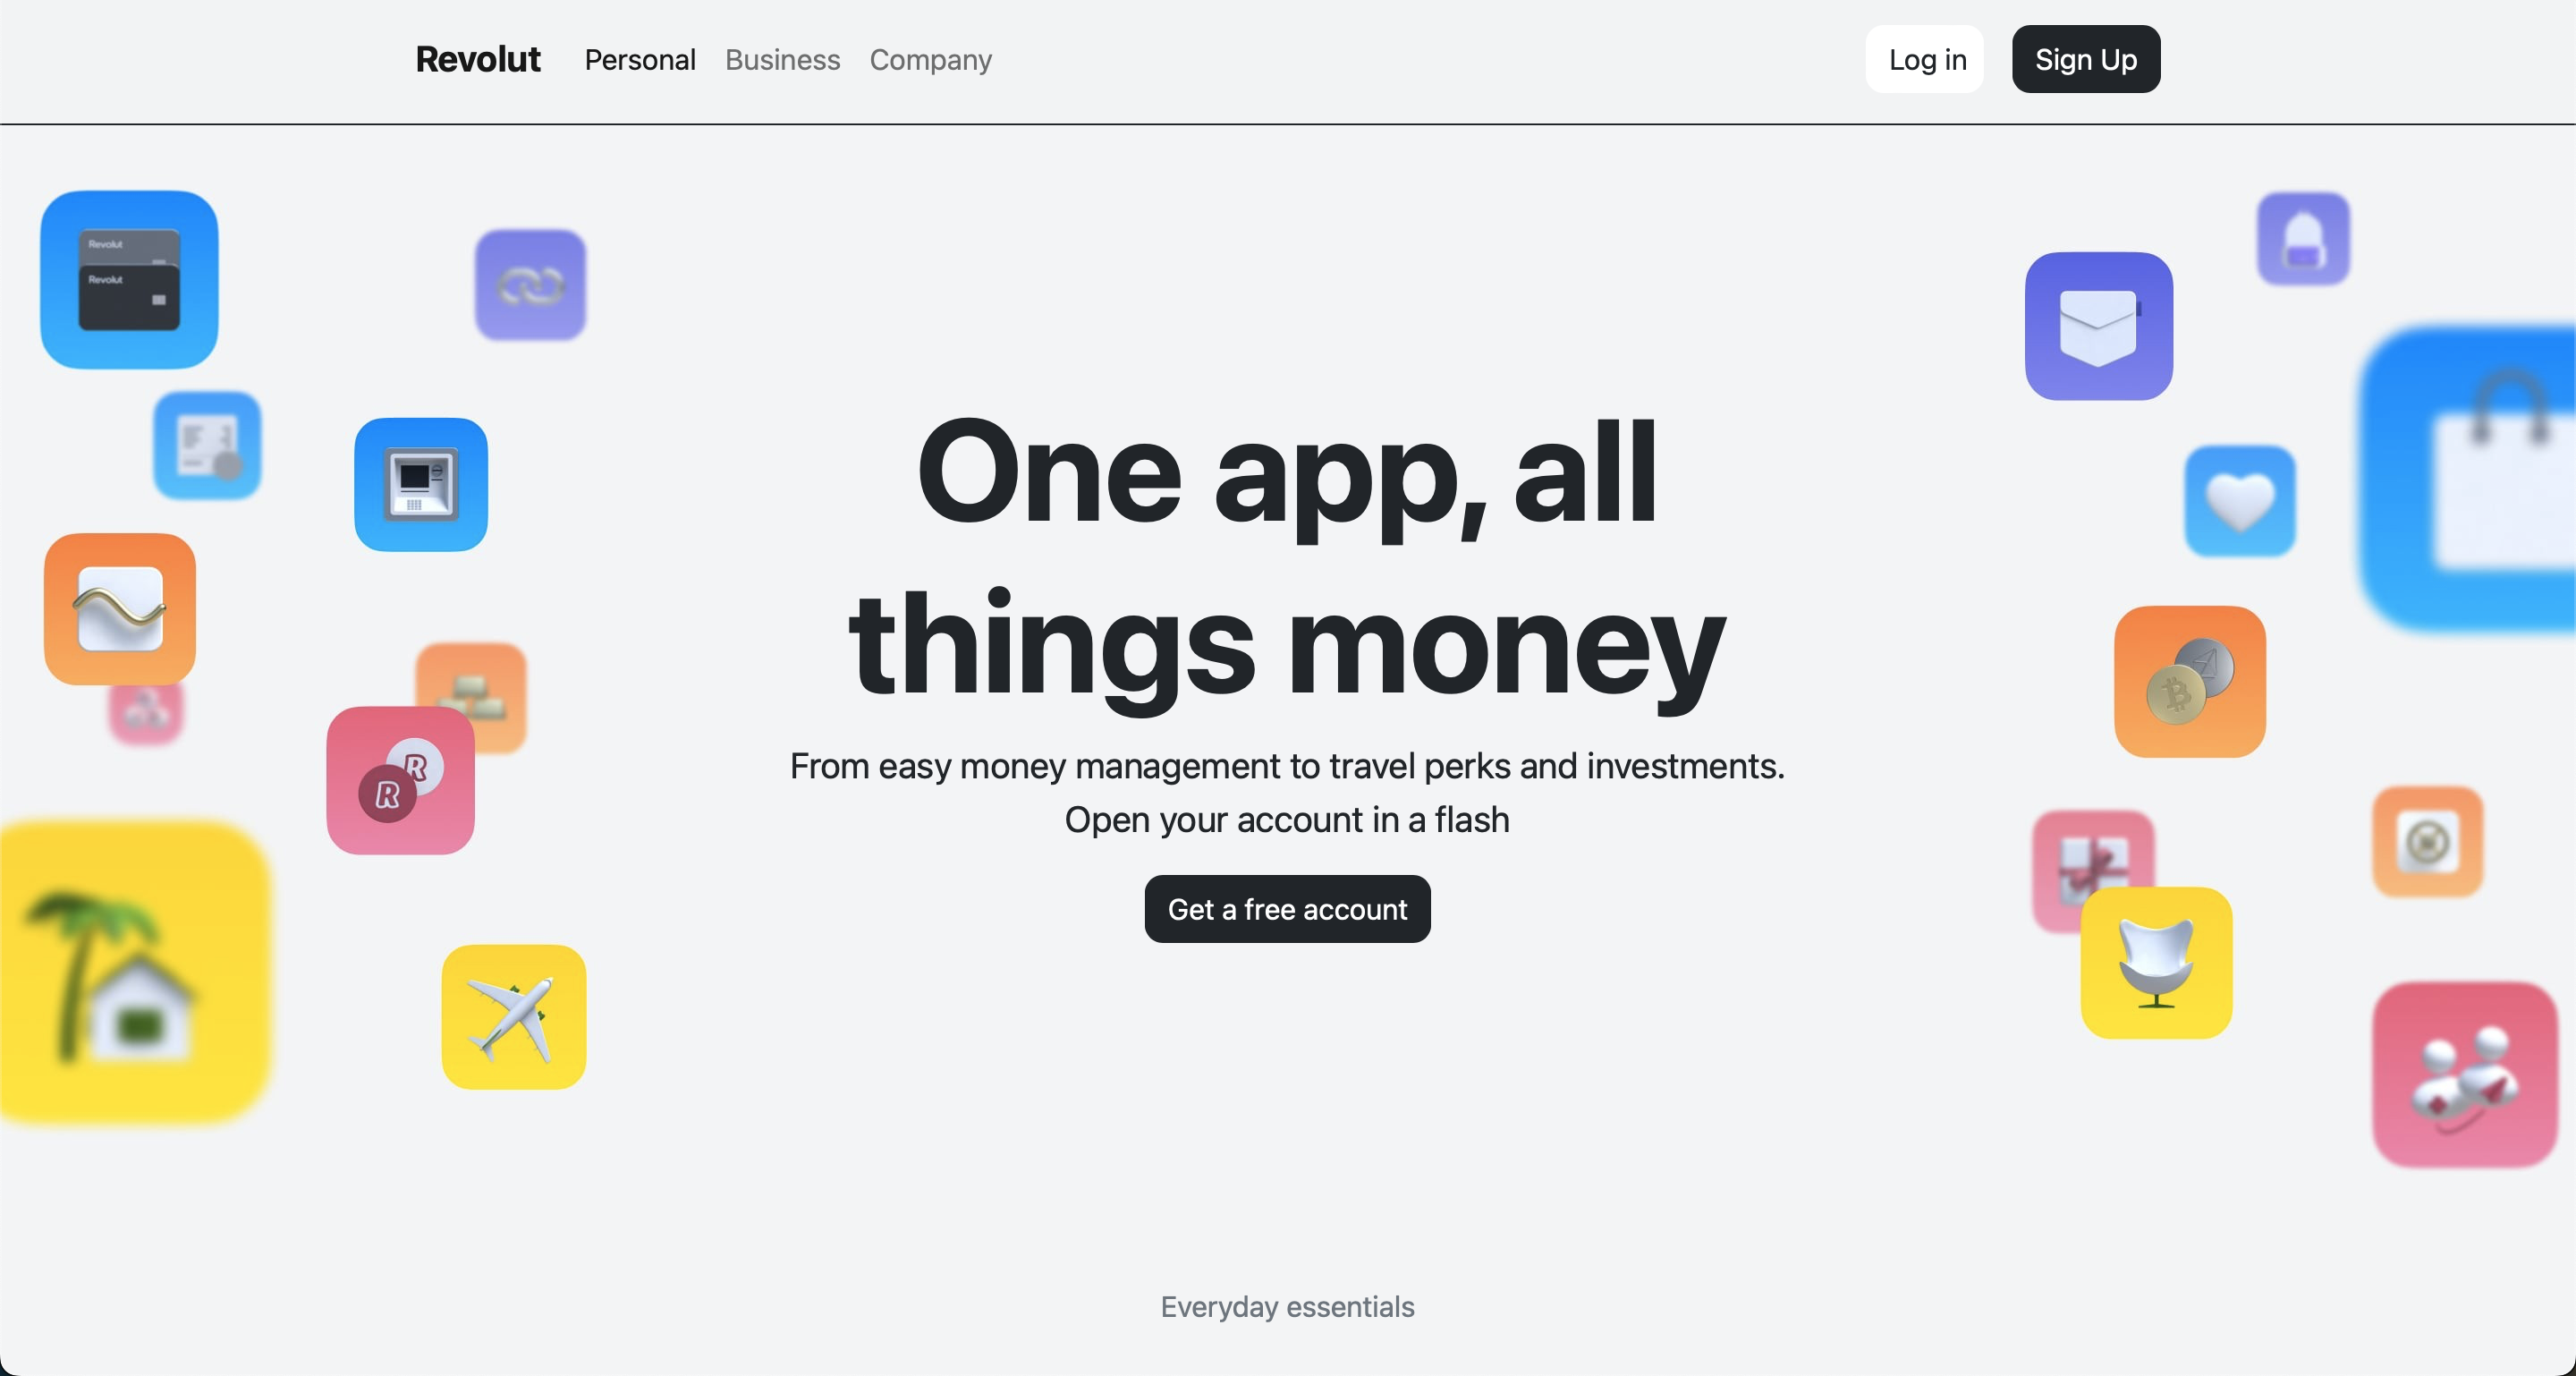 Revolut Personal Business Company Log in Sign Up
Revolut
Revolut
One app, all
things money
R
R
From easy money management to travel perks and investments.
Open your account in a flash
Get a free account
Everyday essentials